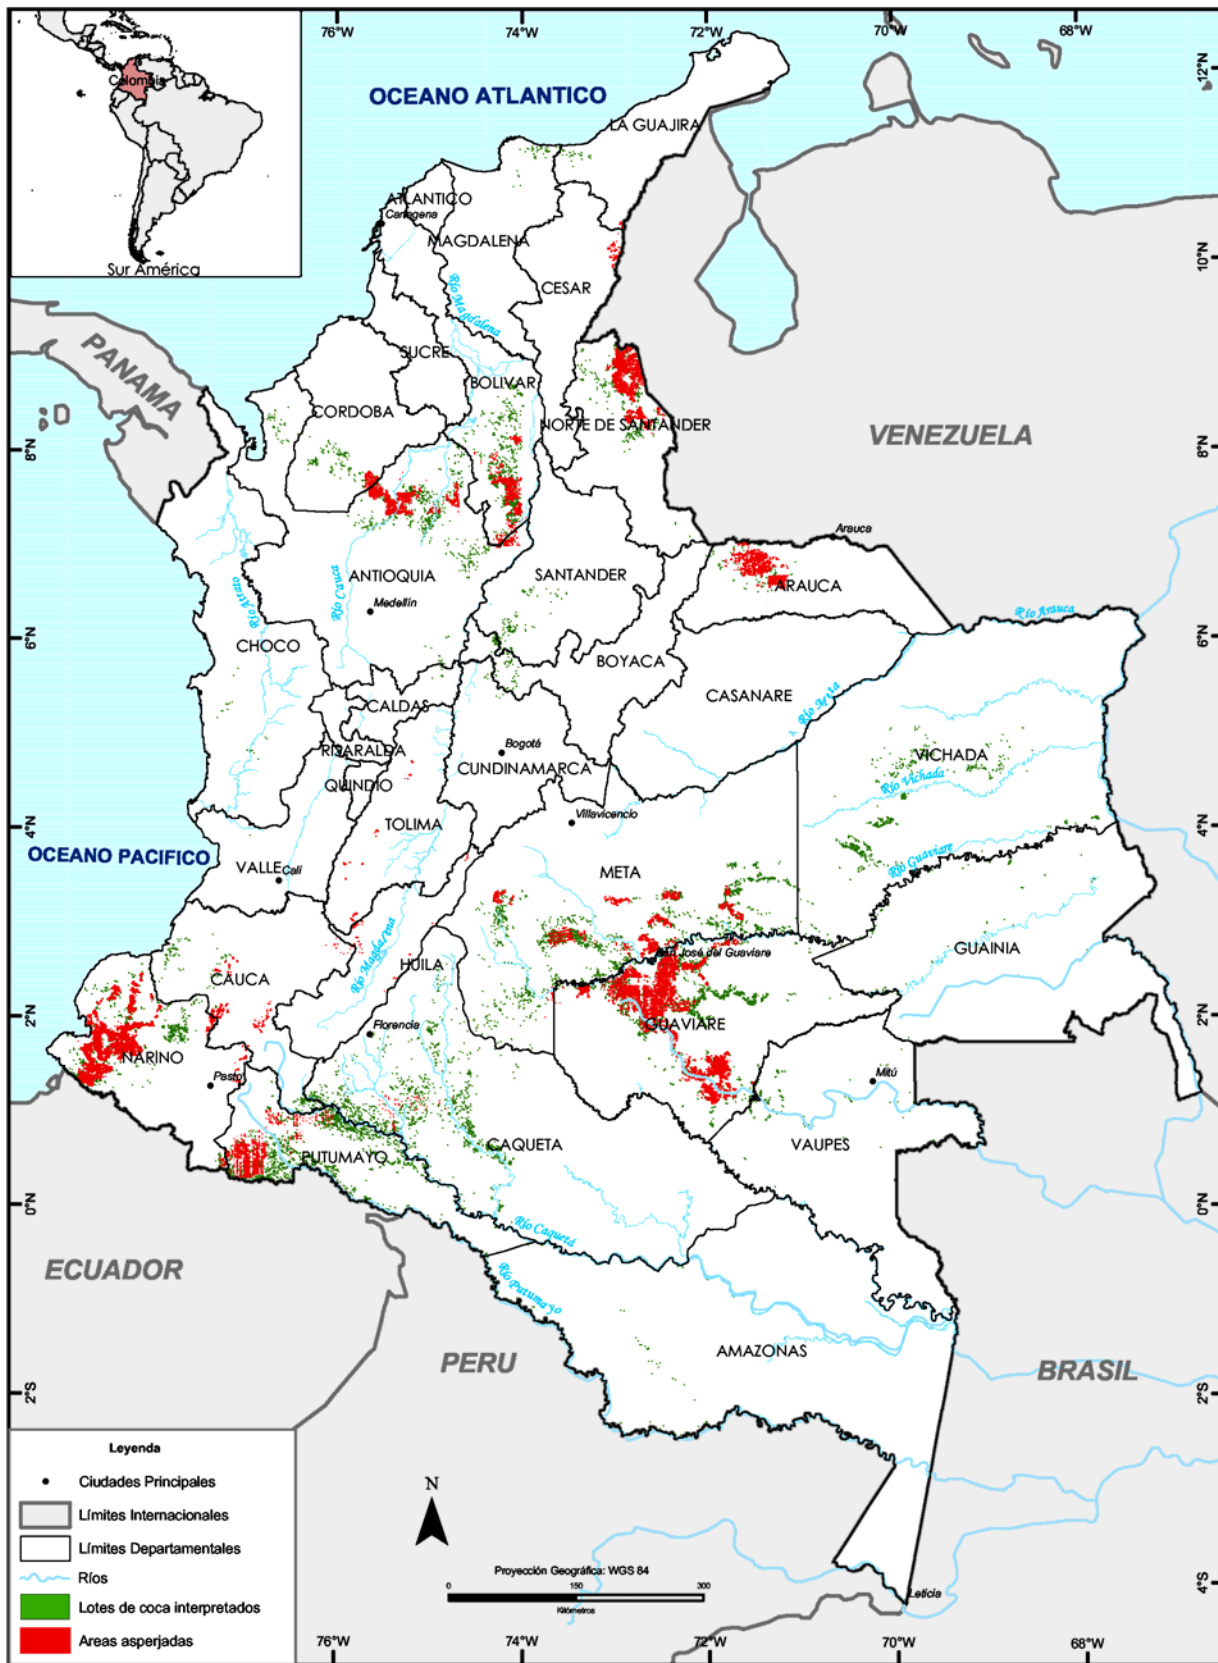 76°W
74°W
72°W
70°W
68°W
Colombia
Sur América
OCEANO ATLANTICO
12°N
LA GUAJIRA
ATLANTICO
Cartagena
MAGDALENA
10°N
CESAR
Río Magdalena
PANAMA
SUCRE
BOLIVAR
CORDOBA
NORTE DE SANTANDER
VENEZUELA
8°N
8°N
Arauca
ANTIOQUIA
SANTANDER
ARAUCA
Río Atrato
Río Cauca
Medellín
Río Arauca
6°N
6°N
CHOCO
BOYACA
CASANARE
CALDAS
Río Meta
RISARALDA
Bogotá
VICHADA
CUNDINAMARCA
QUINDIO
Río Vichada
Villavicencio
4°N
4°N
TOLIMA
OCEANO PACIFICO
Río Guaviare
VALLE
Cali
META
Río Magdalena
San José del Guaviare
GUAINIA
HUILA
CAUCA
2°N
2°N
GUAVIARE
Florencia
NARIÑO
Pasto
Mitú
CAQUETA
VAUPES
PUTUMAYO
0°N
0°N
Río Caquetá
ECUADOR
Río Putumayo
PERU
AMAZONAS
BRASIL
2°S
2°S
Leyenda
Ciudades Principales
Límites Internacionales
Límites Departamentales
Ríos
Lotes de coca interpretados
Areas asperjadas
N
Proyección Geográfica: WGS 84
0
150
300
Kilómetros
Leticia
4°S
76°W
74°W
72°W
70°W
68°W